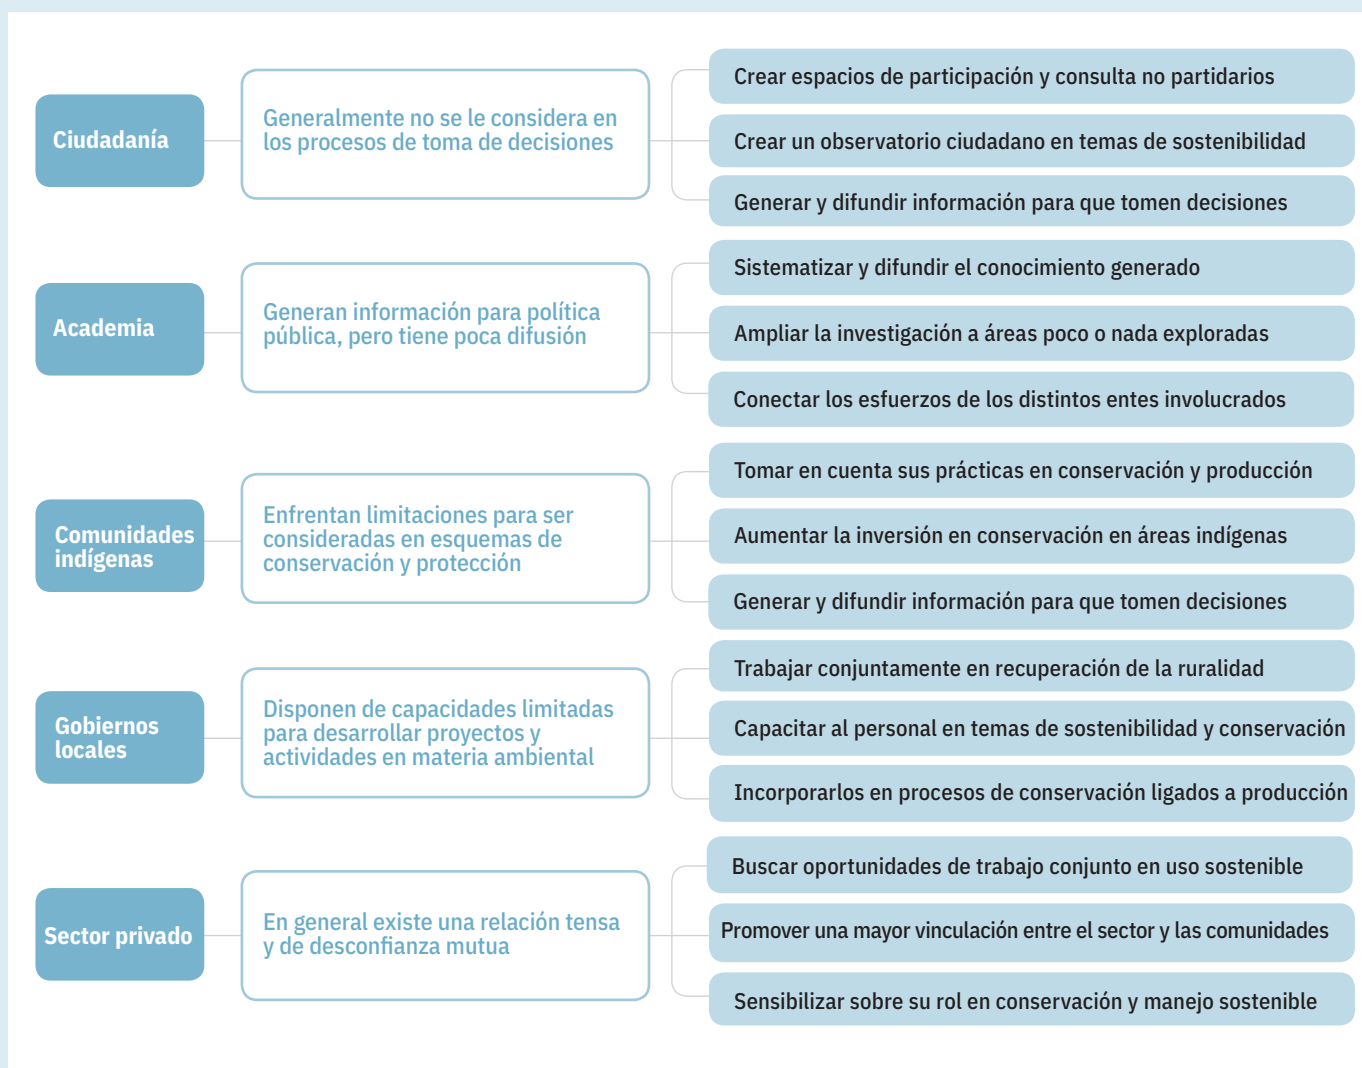 Ciudadanía
Generalmente no se le considera en
los procesos de toma de decisiones
Crear espacios de participación y consulta no partidarios
Crear un observatorio ciudadano en temas de sostenibilidad
Generar y difundir información para que tomen decisiones
Academia
Generan información para política
pública, pero tiene poca difusión
Sistematizar y difundir el conocimiento generado
Ampliar la investigación a áreas poco o nada exploradas
Conectar los esfuerzos de los distintos entes involucrados
Comunidades
indígenas
Enfrentan limitaciones para ser
consideradas en esquemas de
conservación y protección
Tomar en cuenta sus prácticas en conservación y producción
Aumentar la inversión en conservación en áreas indígenas
Generar y difundir información para que tomen decisiones
Gobiernos
locales
Disponen de capacidades limitadas
para desarrollar proyectos y
actividades en materia ambiental
Trabajar conjuntamente en recuperación de la ruralidad
Capacitar al personal en temas de sostenibilidad y conservación
Incorporarlos en procesos de conservación ligados a producción
Sector privado
En general existe una relación tensa
y de desconfianza mutua
Buscar oportunidades de trabajo conjunto en uso sostenible
Promover una mayor vinculación entre el sector y las comunidades
Sensibilizar sobre su rol en conservación y manejo sostenible